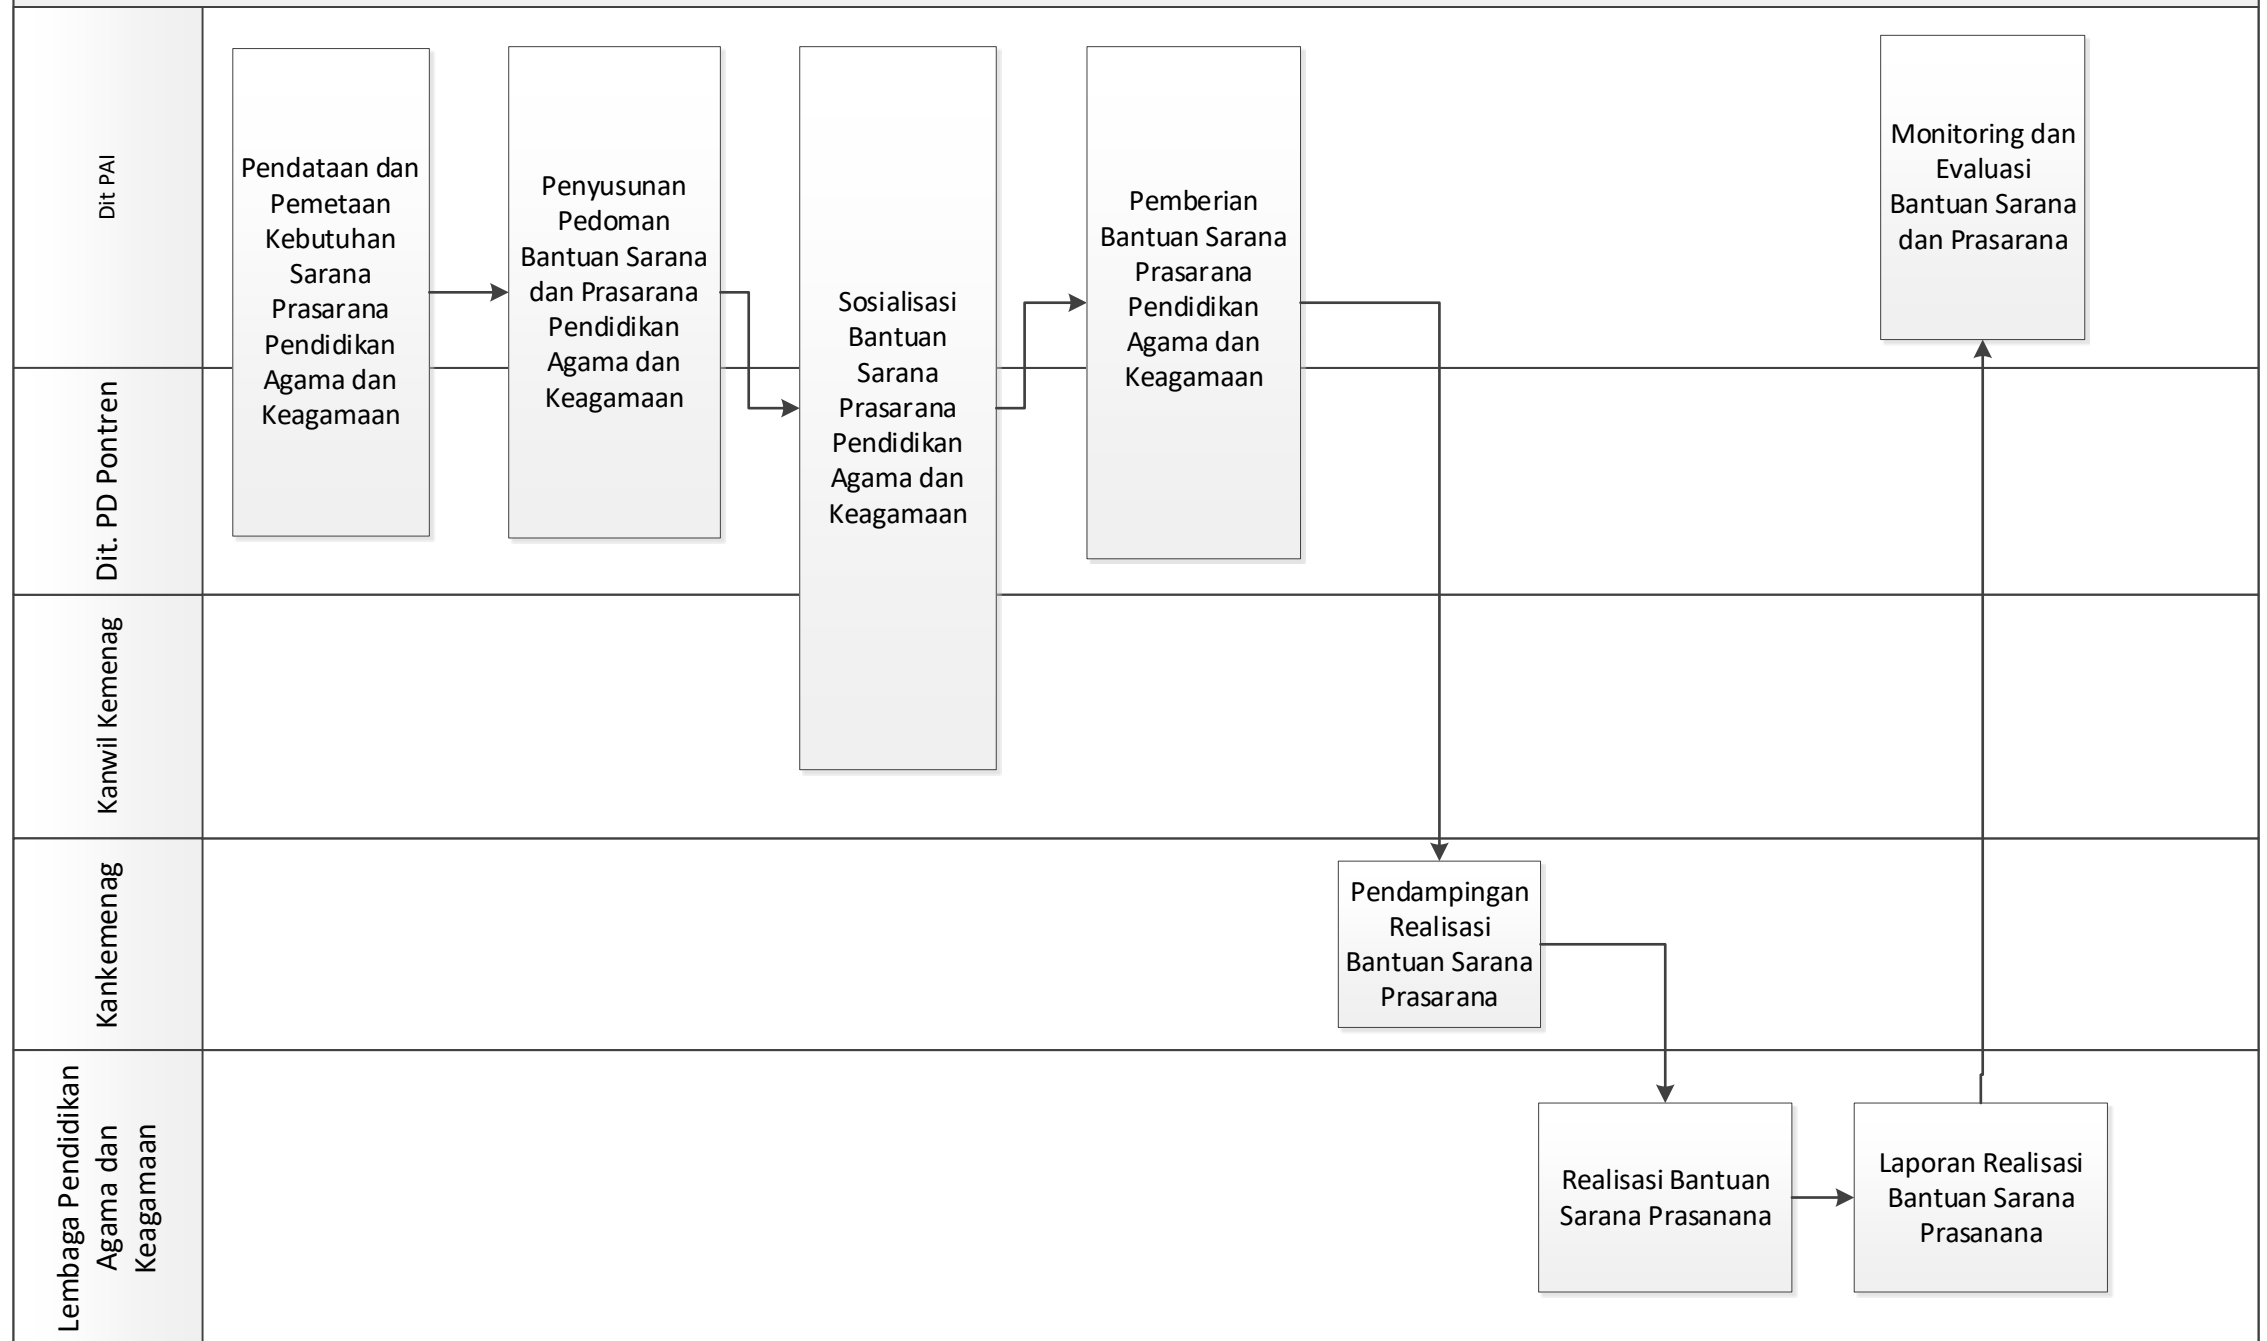 Dit PAI
Dit. PD Pontren
Kanwil Kemenag
Kankemenag
Lembaga Pendidikan
Agama dan
Keagamaan
Pendataan dan
Pemetaan
Kebutuhan
Sarana
Prasarana
Pendidikan
Agama dan
Keagamaan
Penyusunan
Pedoman
Bantuan Sarana
dan Prasarana
Pendidikan
Agama dan
Keagamaan
Sosialisasi
Bantuan
Sarana
Prasarana
Pendidikan
Agama dan
Keagamaan
Pemberian
Bantuan Sarana
Prasarana
Pendidikan
Agama dan
Keagamaan
Pendampingan
Realisasi
Bantuan Sarana
Prasarana
Realisasi Bantuan
Sarana Prasanana
Laporan Realisasi
Bantuan Sarana
Prasanana
Monitoring dan
Evaluasi
Bantuan Sarana
dan Prasarana